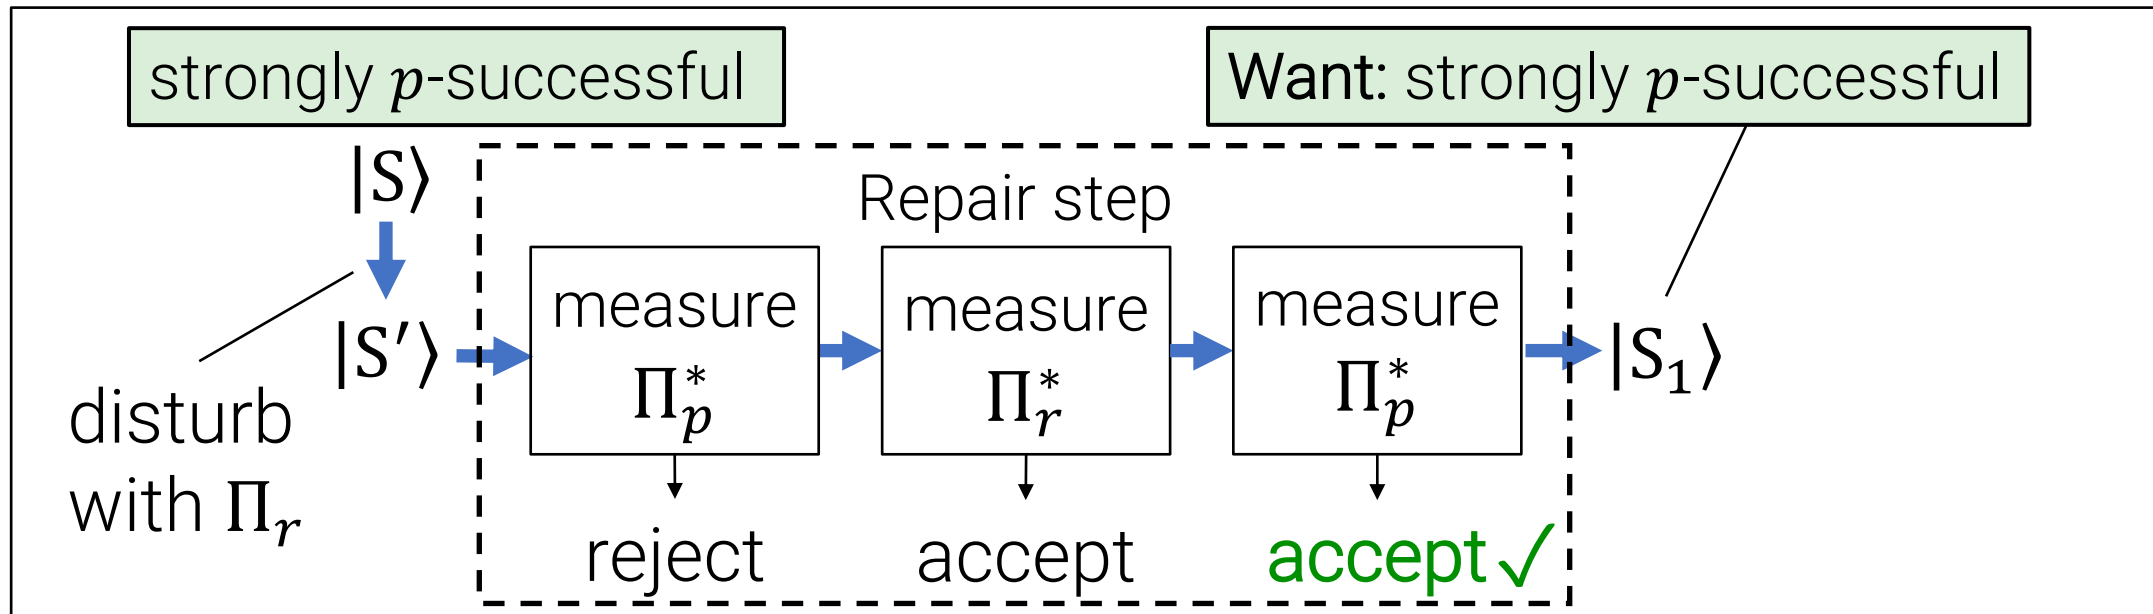 strongly p-successful
Want: strongly p-successful
|S⟩
Repair step
|S′⟩
measure
Π*ₚ
measure
Π*ᵣ
measure
Π*ₚ
|S₁⟩
disturb
with Πᵣ
reject
accept
accept ✓